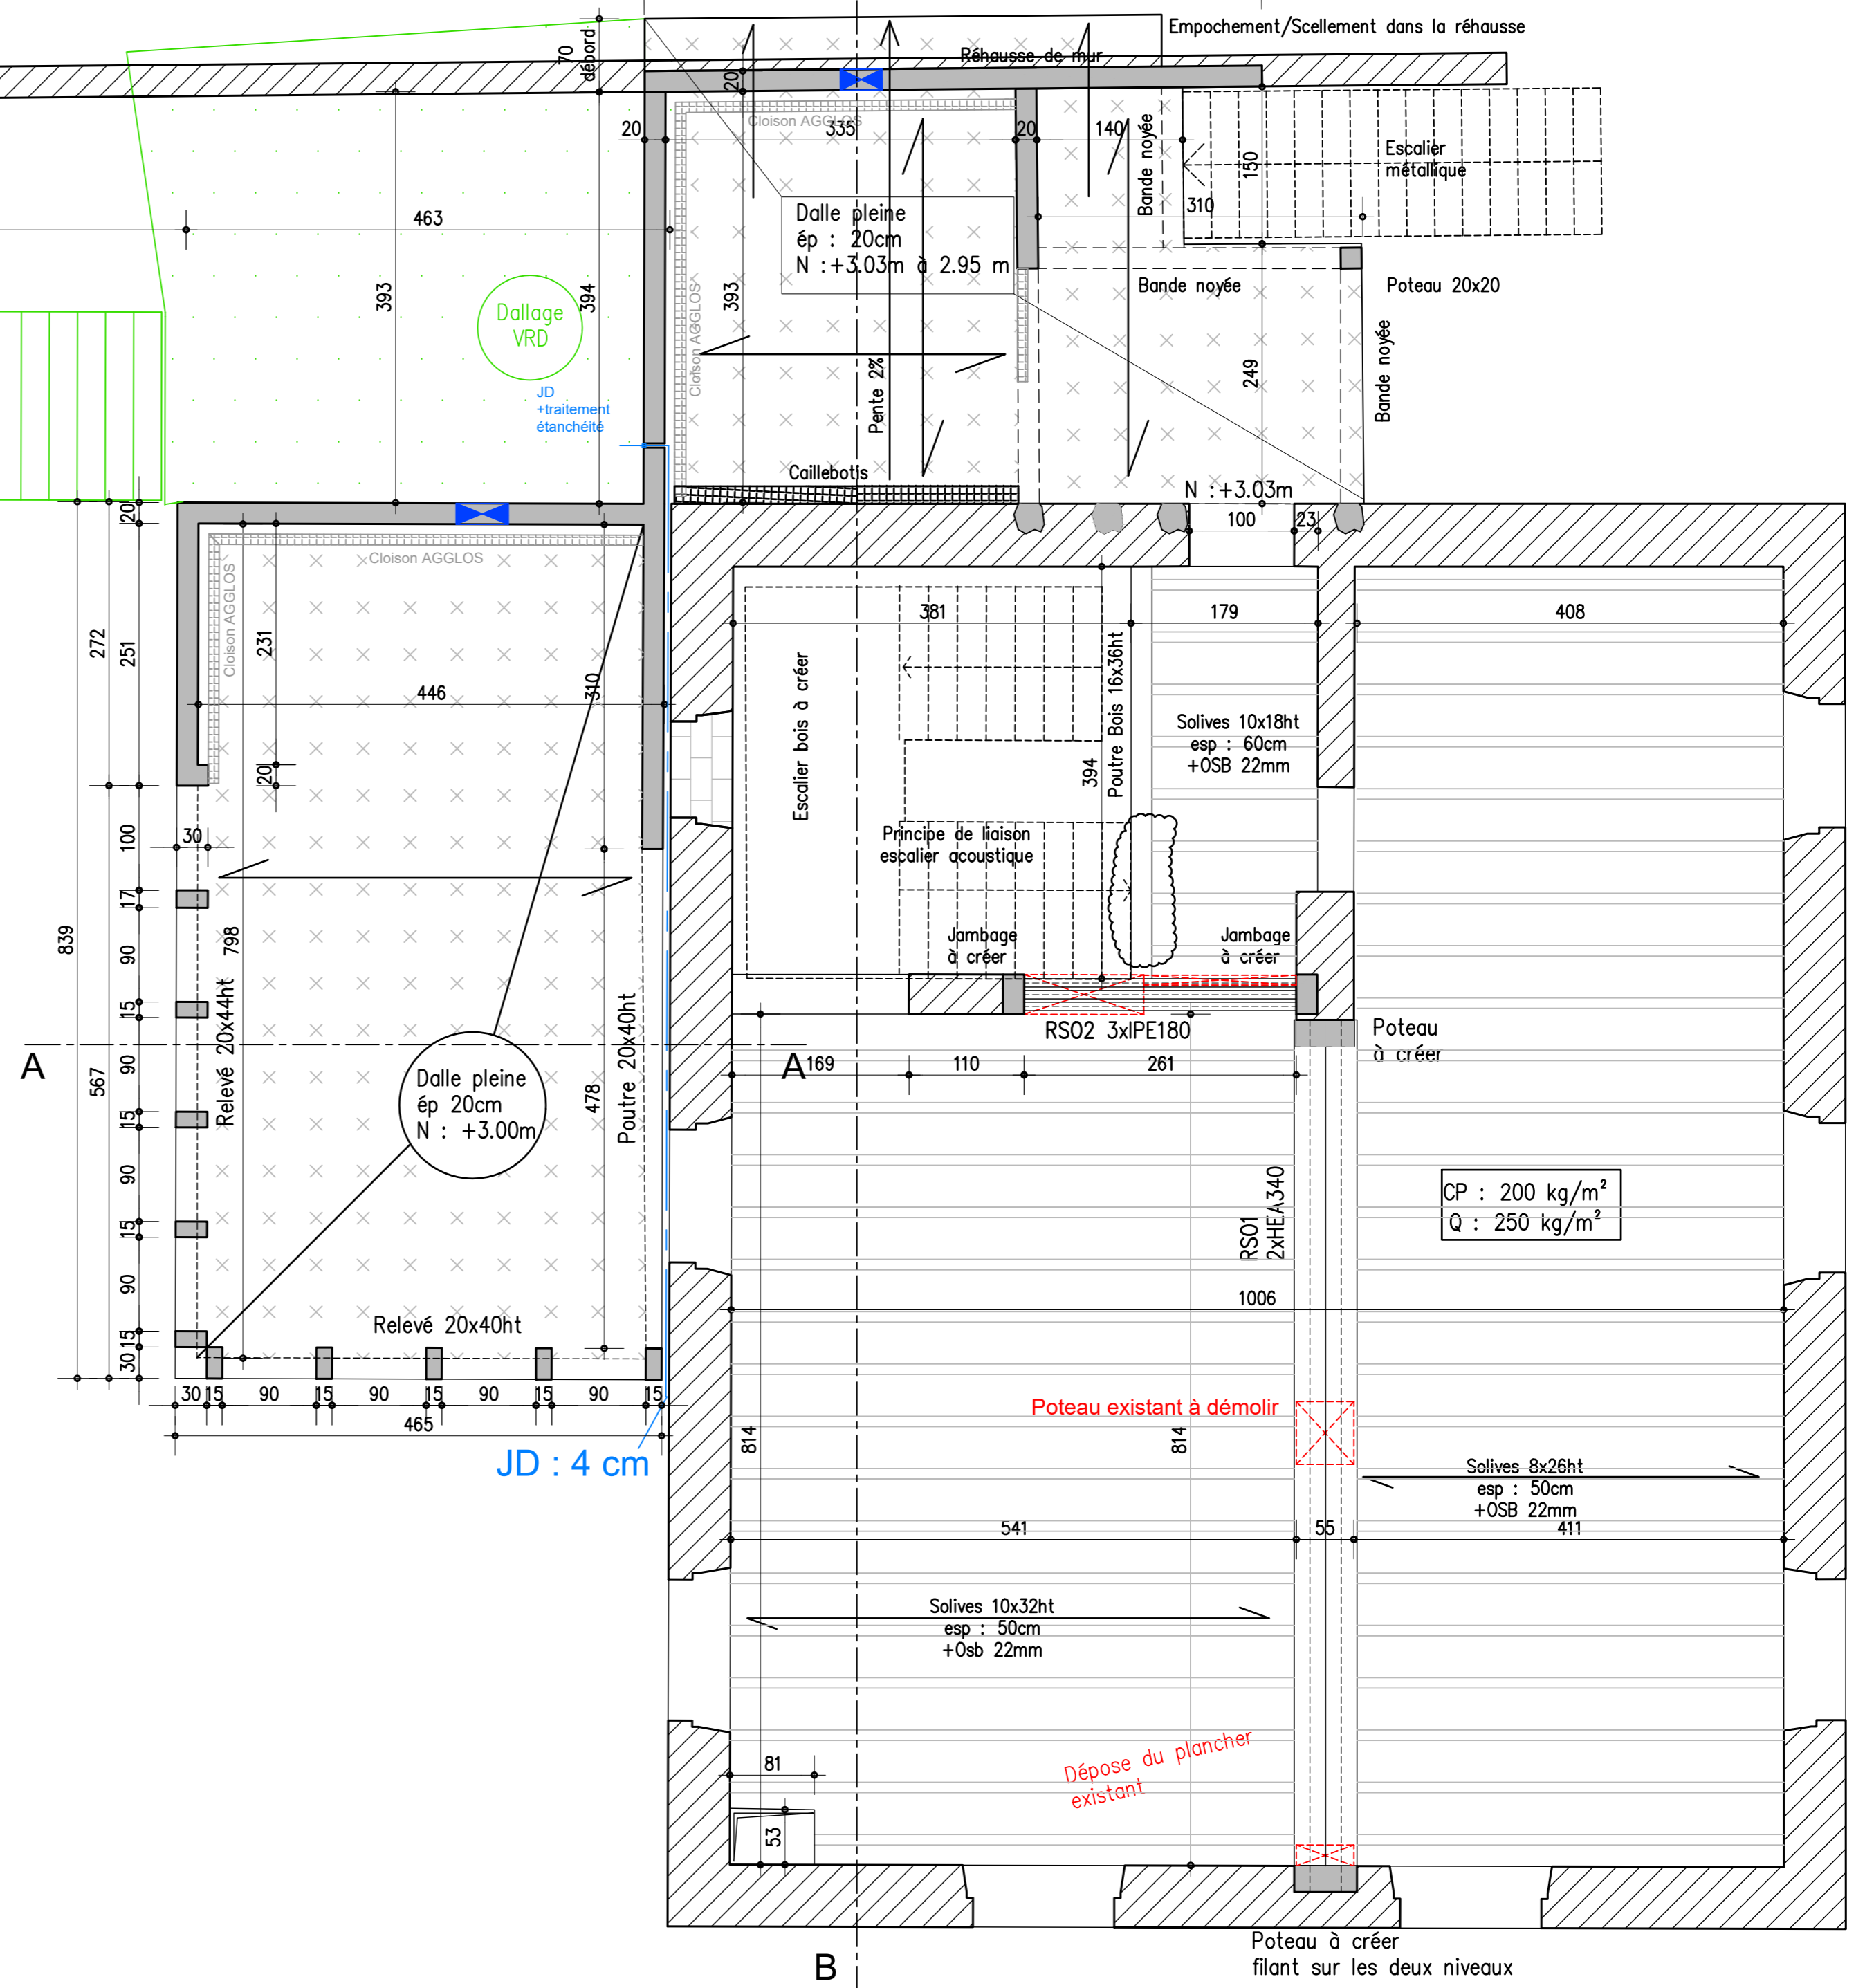 Empochement/Scellement dans la réhausse
70
débord
Réhausse de mur
20
Cloison AGGLOS
20
335
20
140
Bande noyée
150
Escalier
métallique
463
310
Dalle pleine
ép : 20cm
N :+3.03m à 2.95 m
393
394
393
Cloison AGGLOS
Bande noyée
Poteau 20x20
Dallage
VRD
Pente 2%
249
Bande noyée
JD
+traitement
étanchéité
Caillebotis
N :+3.03m
20
100
23
Cloison AGGLOS
Cloison AGGLOS
272
251
231
446
310
381
179
408
Escalier bois à créer
Poutre Bois 16x36ht
Solives 10x18ht
esp : 60cm
+OSB 22mm
394
20
30
100
Principe de liaison
escalier acoustique
17
839
90
798
Jambage
à créer
Jambage
à créer
15
Relevé 20x44ht
Poutre 20x40ht
RSO2 3xIPE180
Poteau
à créer
A
A
567
90
169
110
261
Dalle pleine
ép 20cm
N : +3.00m
478
15
90
15
RSO1
2xHEA340
CP : 200 kg/m²
Q : 250 kg/m²
90
1006
15
30
Relevé 20x40ht
30
15
90
15
90
15
90
15
90
15
465
JD : 4 cm
814
Poteau existant à démolir
814
Solives 8x26ht
esp : 50cm
+OSB 22mm
541
55
411
Solives 10x32ht
esp : 50cm
+Osb 22mm
81
Dépose du plancher
existant
53
Poteau à créer
filant sur les deux niveaux
B